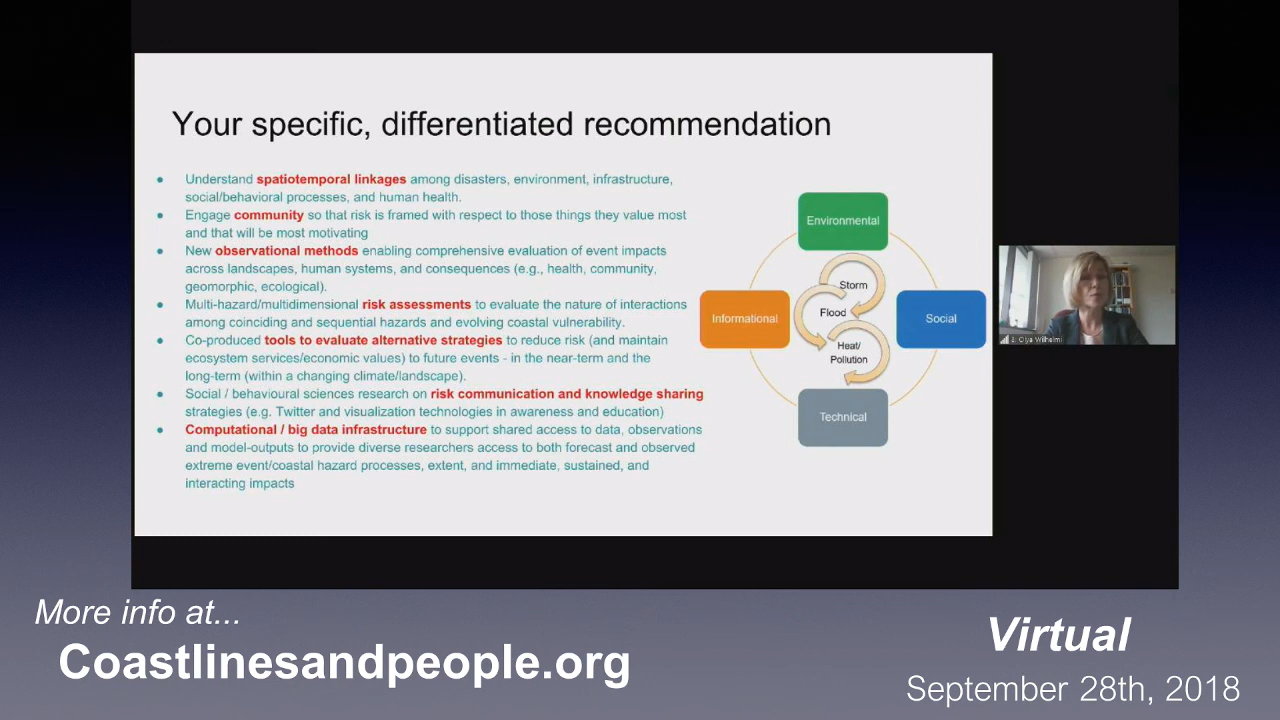 Your specific, differentiated recommendation
● Understand spatiotemporal linkages among disasters, environment, infrastructure,
social/behavioral processes, and human health.
● Engage community so that risk is framed with respect to those things they value most
and that will be most motivating
● New observational methods enabling comprehensive evaluation of event impacts
across landscapes, human systems, and consequences (e.g., health, community,
geomorphic, ecological).
● Multi-hazard/multidimensional risk assessments to evaluate the nature of interactions
among coinciding and sequential hazards and evolving coastal vulnerability.
● Co-produced tools to evaluate alternative strategies to reduce risk (and maintain
ecosystem services/economic values) to future events - in the near-term and the
long-term (within a changing climate/landscape).
● Social / behavioural sciences research on risk communication and knowledge sharing
strategies (e.g. Twitter and visualization technologies in awareness and education)
● Computational / big data infrastructure to support shared access to data, observations
and model-outputs to provide diverse researchers access to both forecast and observed
extreme event/coastal hazard processes, extent, and immediate, sustained, and
interacting impacts
Environmental
Storm
Informational
Flood
Social
Heat/
Pollution
Technical
Olya Wilhelmi
More info at...
Coastlinesandpeople.org
Virtual
September 28th, 2018